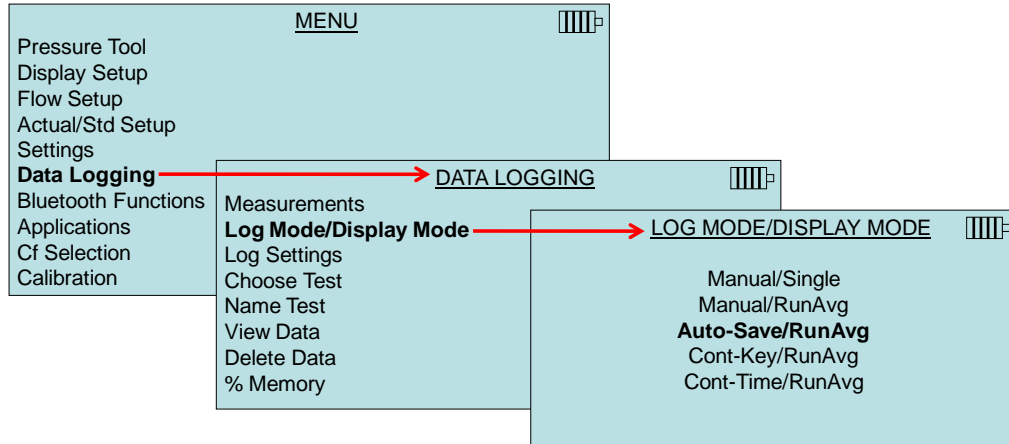 MENU
Pressure Tool
Display Setup
Flow Setup
Actual/Std Setup
Settings
Data Logging
Bluetooth Functions
Applications
Cf Selection
Calibration
DATA LOGGING
Measurements
Log Mode/Display Mode
Log Settings
Choose Test
Name Test
View Data
Delete Data
% Memory
LOG MODE/DISPLAY MODE
Manual/Single
Manual/RunAvg
Auto-Save/RunAvg
Cont-Key/RunAvg
Cont-Time/RunAvg